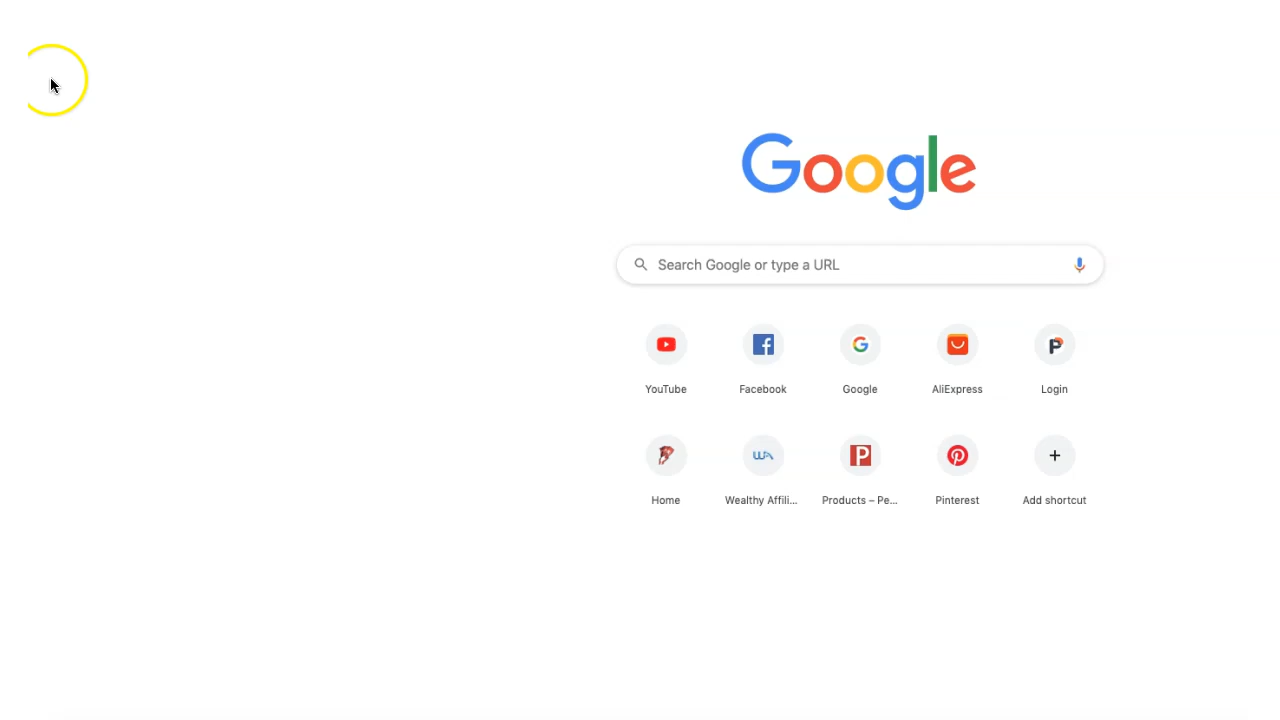 Google
Search Google or type a URL
YouTube
Facebook
Google
AliExpress
Login
Home
Wealthy Affili...
Products – Pe...
Pinterest
Add shortcut